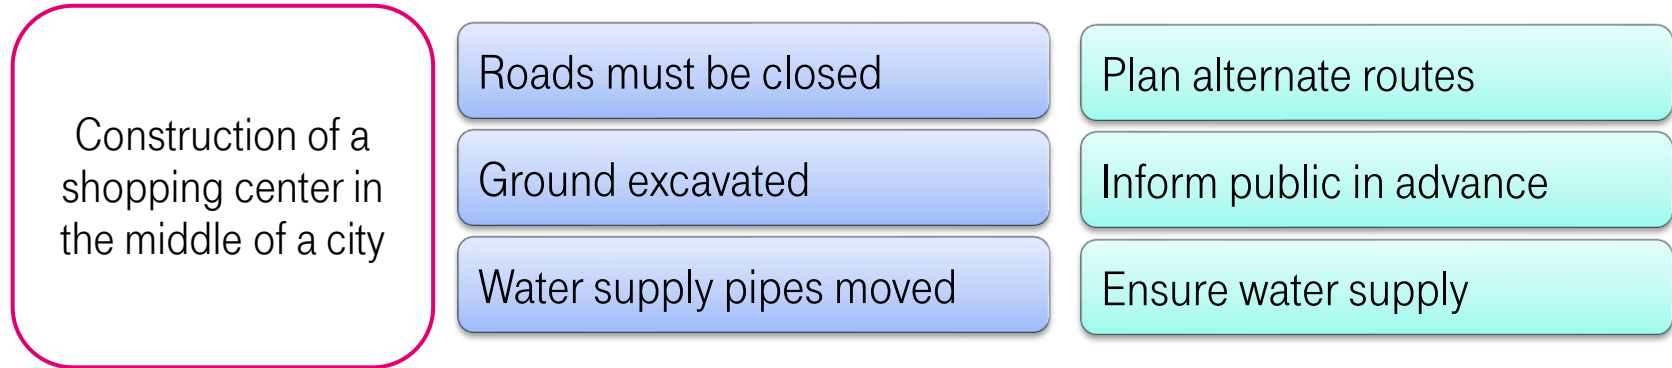 Construction of a
shopping center in
the middle of a city
Roads must be closed
Plan alternate routes
Ground excavated
Inform public in advance
Water supply pipes moved
Ensure water supply